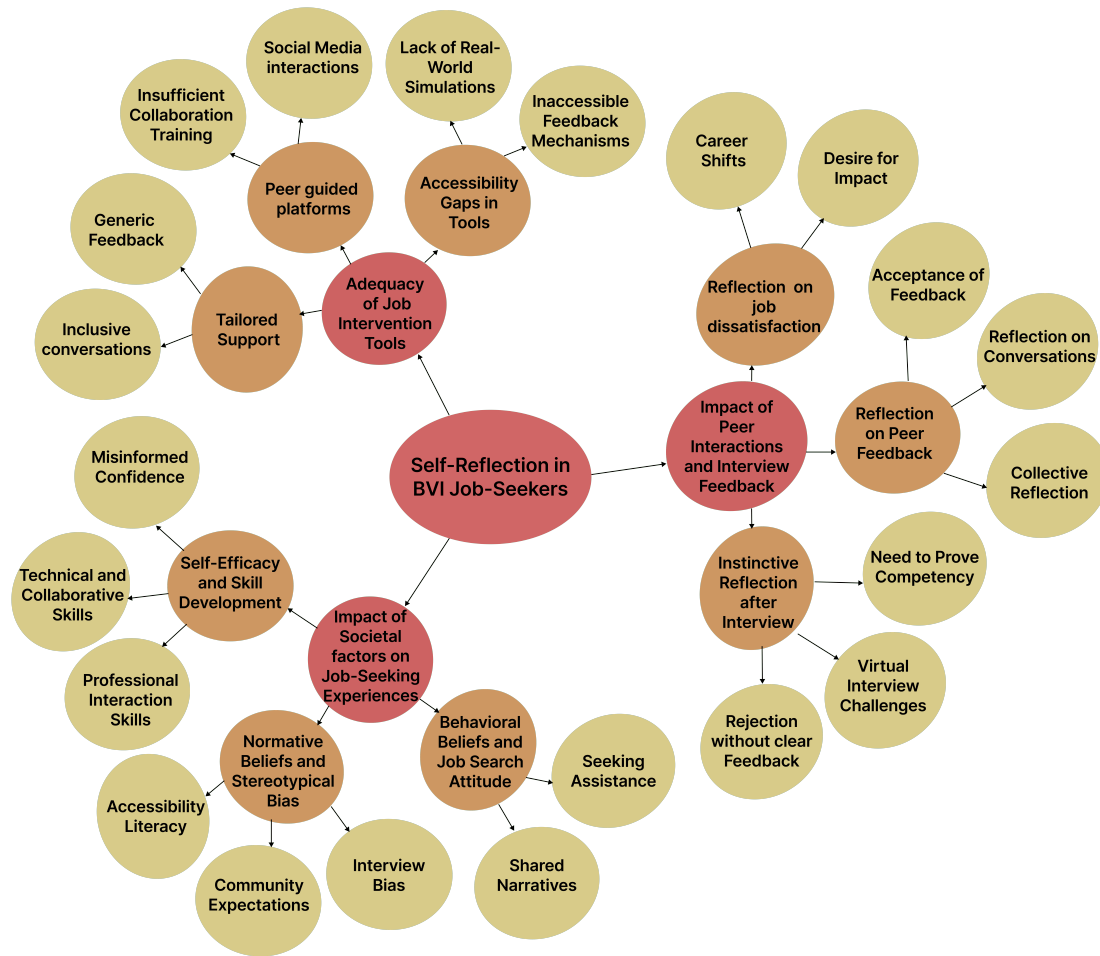 Social Media
interactions
Lack of Real-
World
Simulations
Insufficient
Collaboration
Training
Inaccessible
Feedback
Mechanisms
Peer guided
platforms
Accessibility
Gaps in
Tools
Generic
Feedback
Adequacy
of Job
Intervention
Tools
Tailored
Support
Inclusive
conversations
Career
Shifts
Desire for
Impact
Reflection on
job
dissatisfaction
Acceptance of
Feedback
Reflection on
Conversations
Impact of
Peer
Interactions
and Interview
Feedback
Reflection
on Peer
Feedback
Collective
Reflection
Self-Reflection in
BVI Job-Seekers
Instinctive
Reflection
after
Interview
Need to Prove
Competency
Virtual
Interview
Challenges
Rejection
without clear
Feedback
Misinformed
Confidence
Self-Efficacy
and Skill
Development
Technical and
Collaborative
Skills
Professional
Interaction
Skills
Impact of
Societal
factors on
Job-Seeking
Experiences
Normative
Beliefs and
Stereotypical
Bias
Behavioral
Beliefs and
Job Search
Attitude
Seeking
Assistance
Accessibility
Literacy
Community
Expectations
Interview
Bias
Shared
Narratives